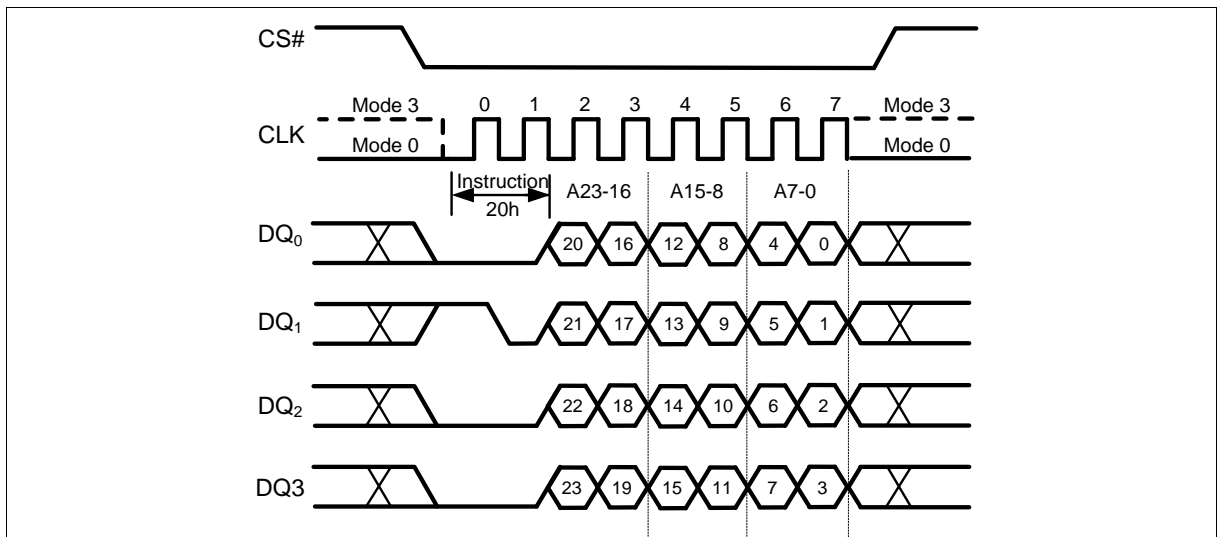 CS#
Mode 3 0 1 2 3 4 5 6 7 Mode 3
CLK
Mode 0 Mode 0
Instruction A23-16 A15-8 A7-0
20h
DQ0 20 16 12 8 4 0
DQ1 21 17 13 9 5 1
DQ2 22 18 14 10 6 2
DQ3 23 19 15 11 7 3